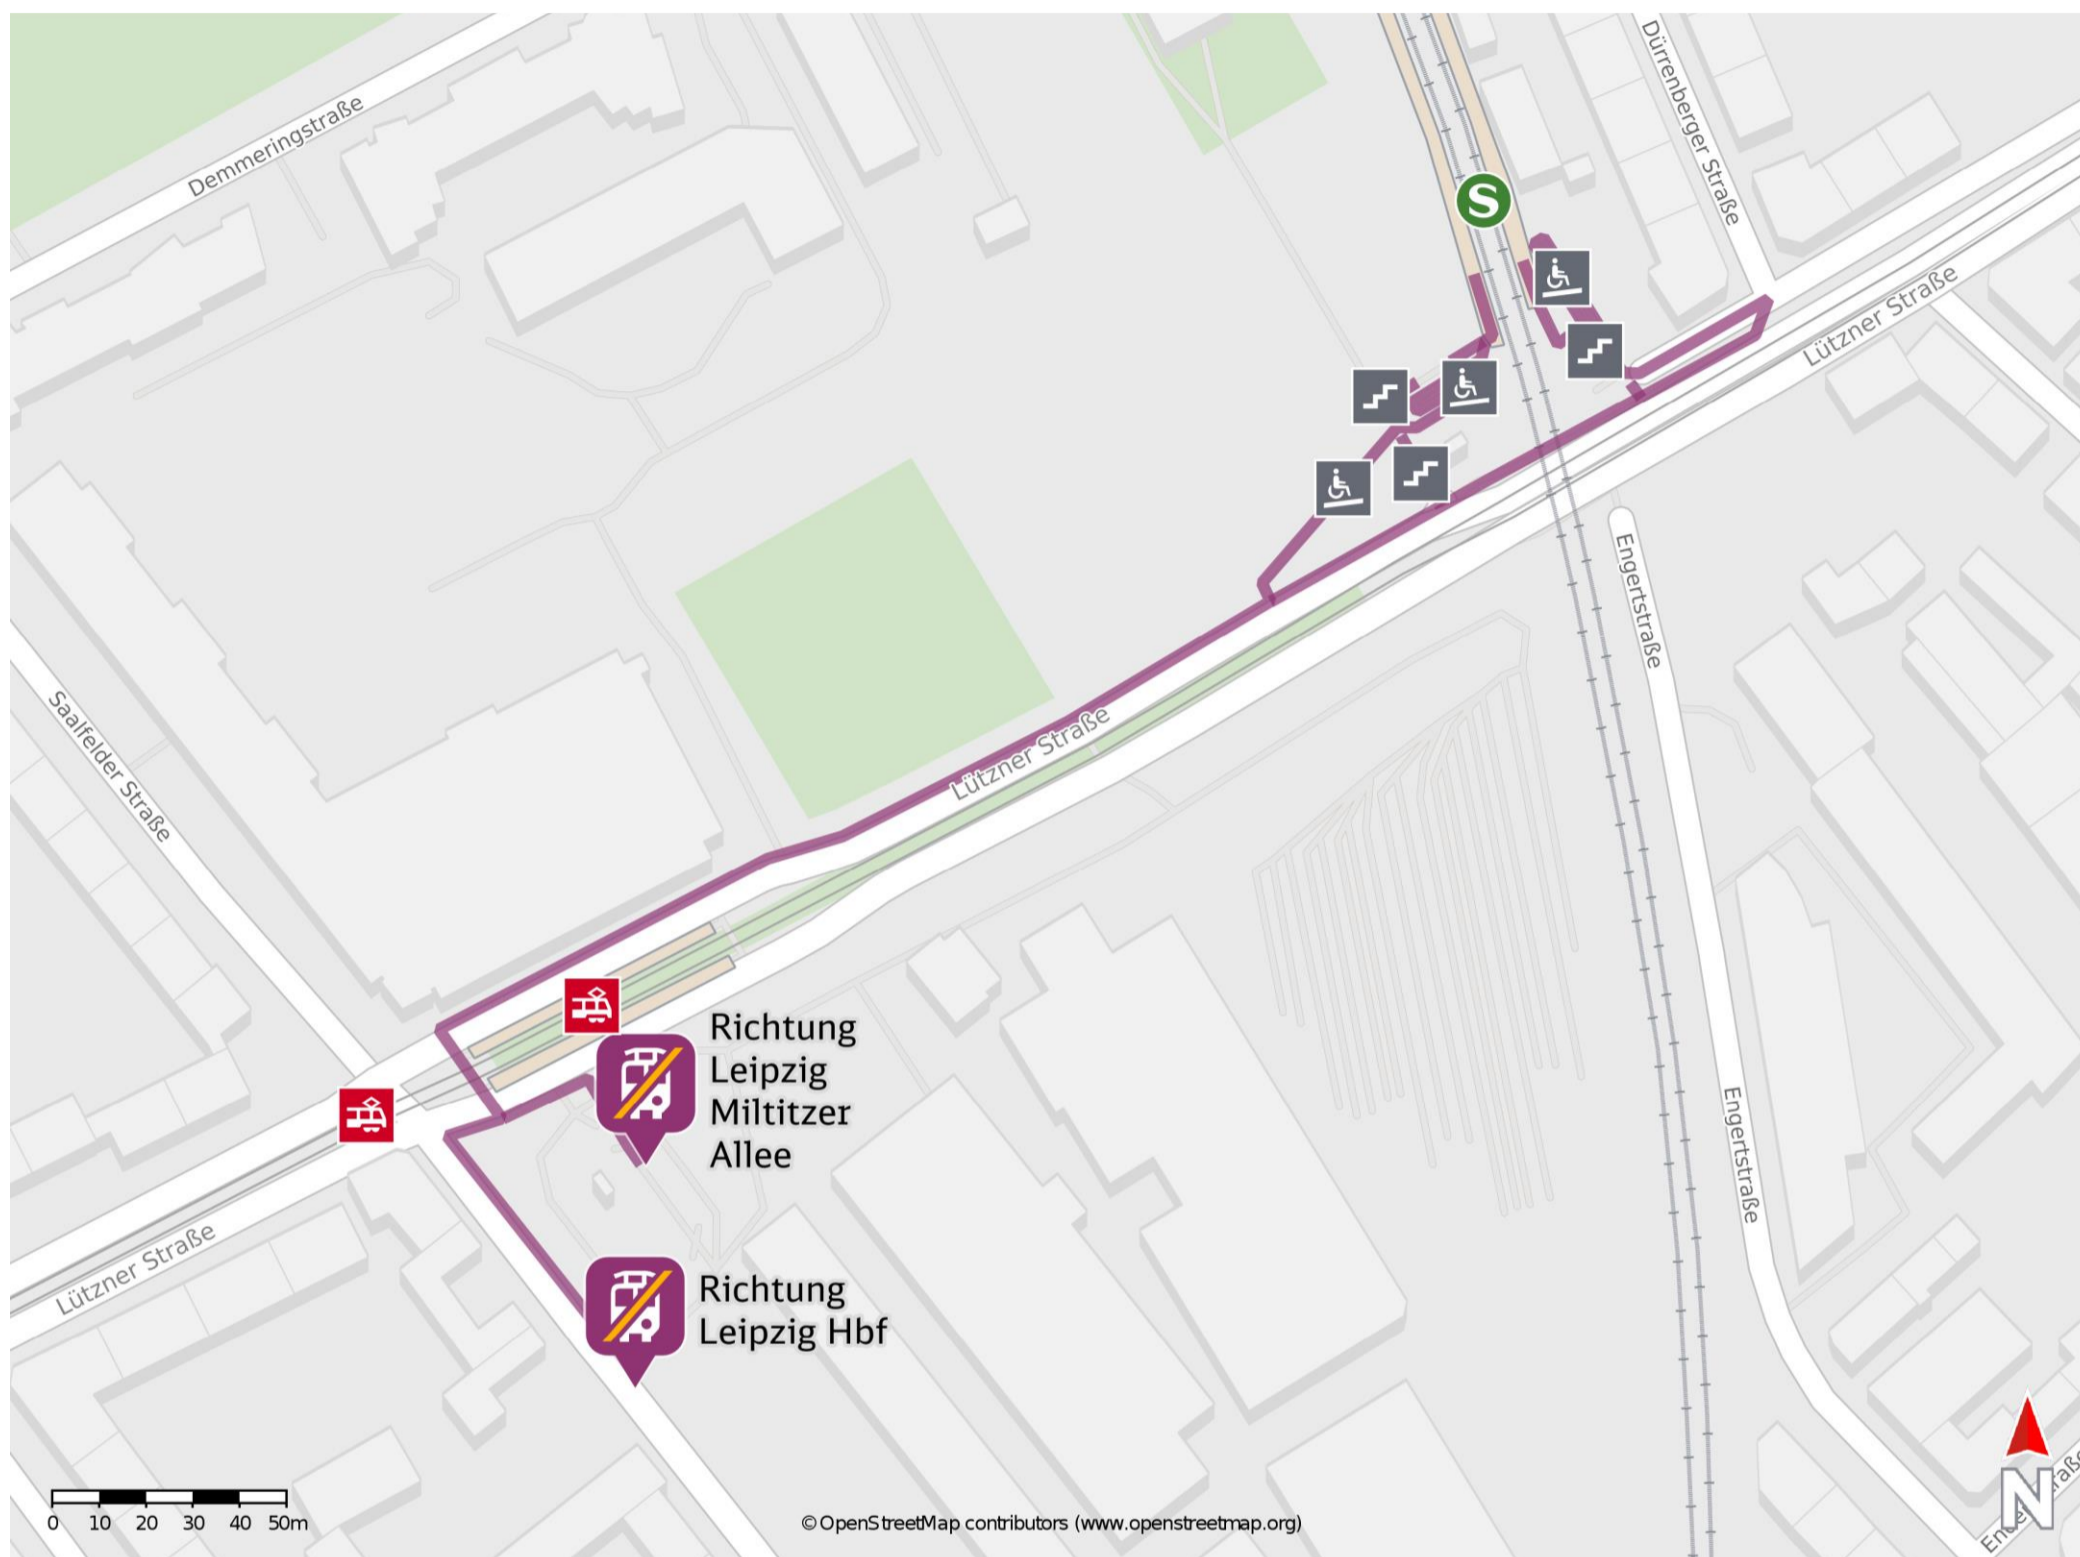 Demmeringstraße
Dürrenberger Straße
S
Lützner Straße
Engertstraße
Saalfelder Straße
Lützner Straße
Richtung
Leipzig
Miltitzer
Allee
Engertstraße
Lützner Straße
Richtung
Leipzig Hbf
N
0 10 20 30 40 50m
© OpenStreetMap contributors (www.openstreetmap.org)